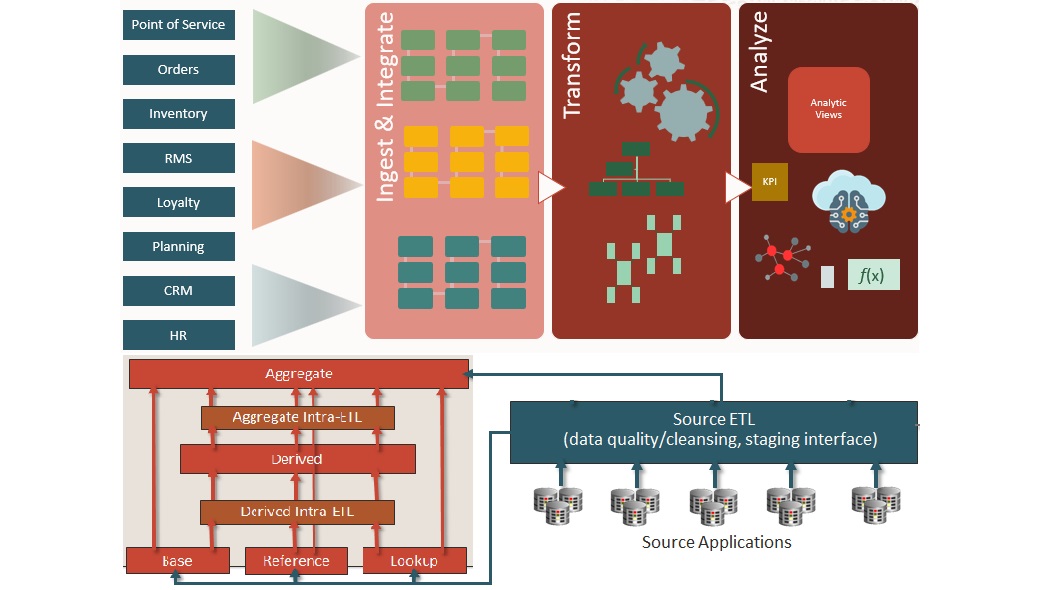 Point of Service
Orders
Inventory
RMS
Loyalty
Planning
CRM
HR
Ingest & Integrate
Transform
Analyze
Analytic
Views
KPI
f(x)
Aggregate
Aggregate Intra-ETL
Derived
Derived Intra-ETL
Base
Reference
Lookup
Source ETL
(data quality/cleansing, staging interface)
Source Applications